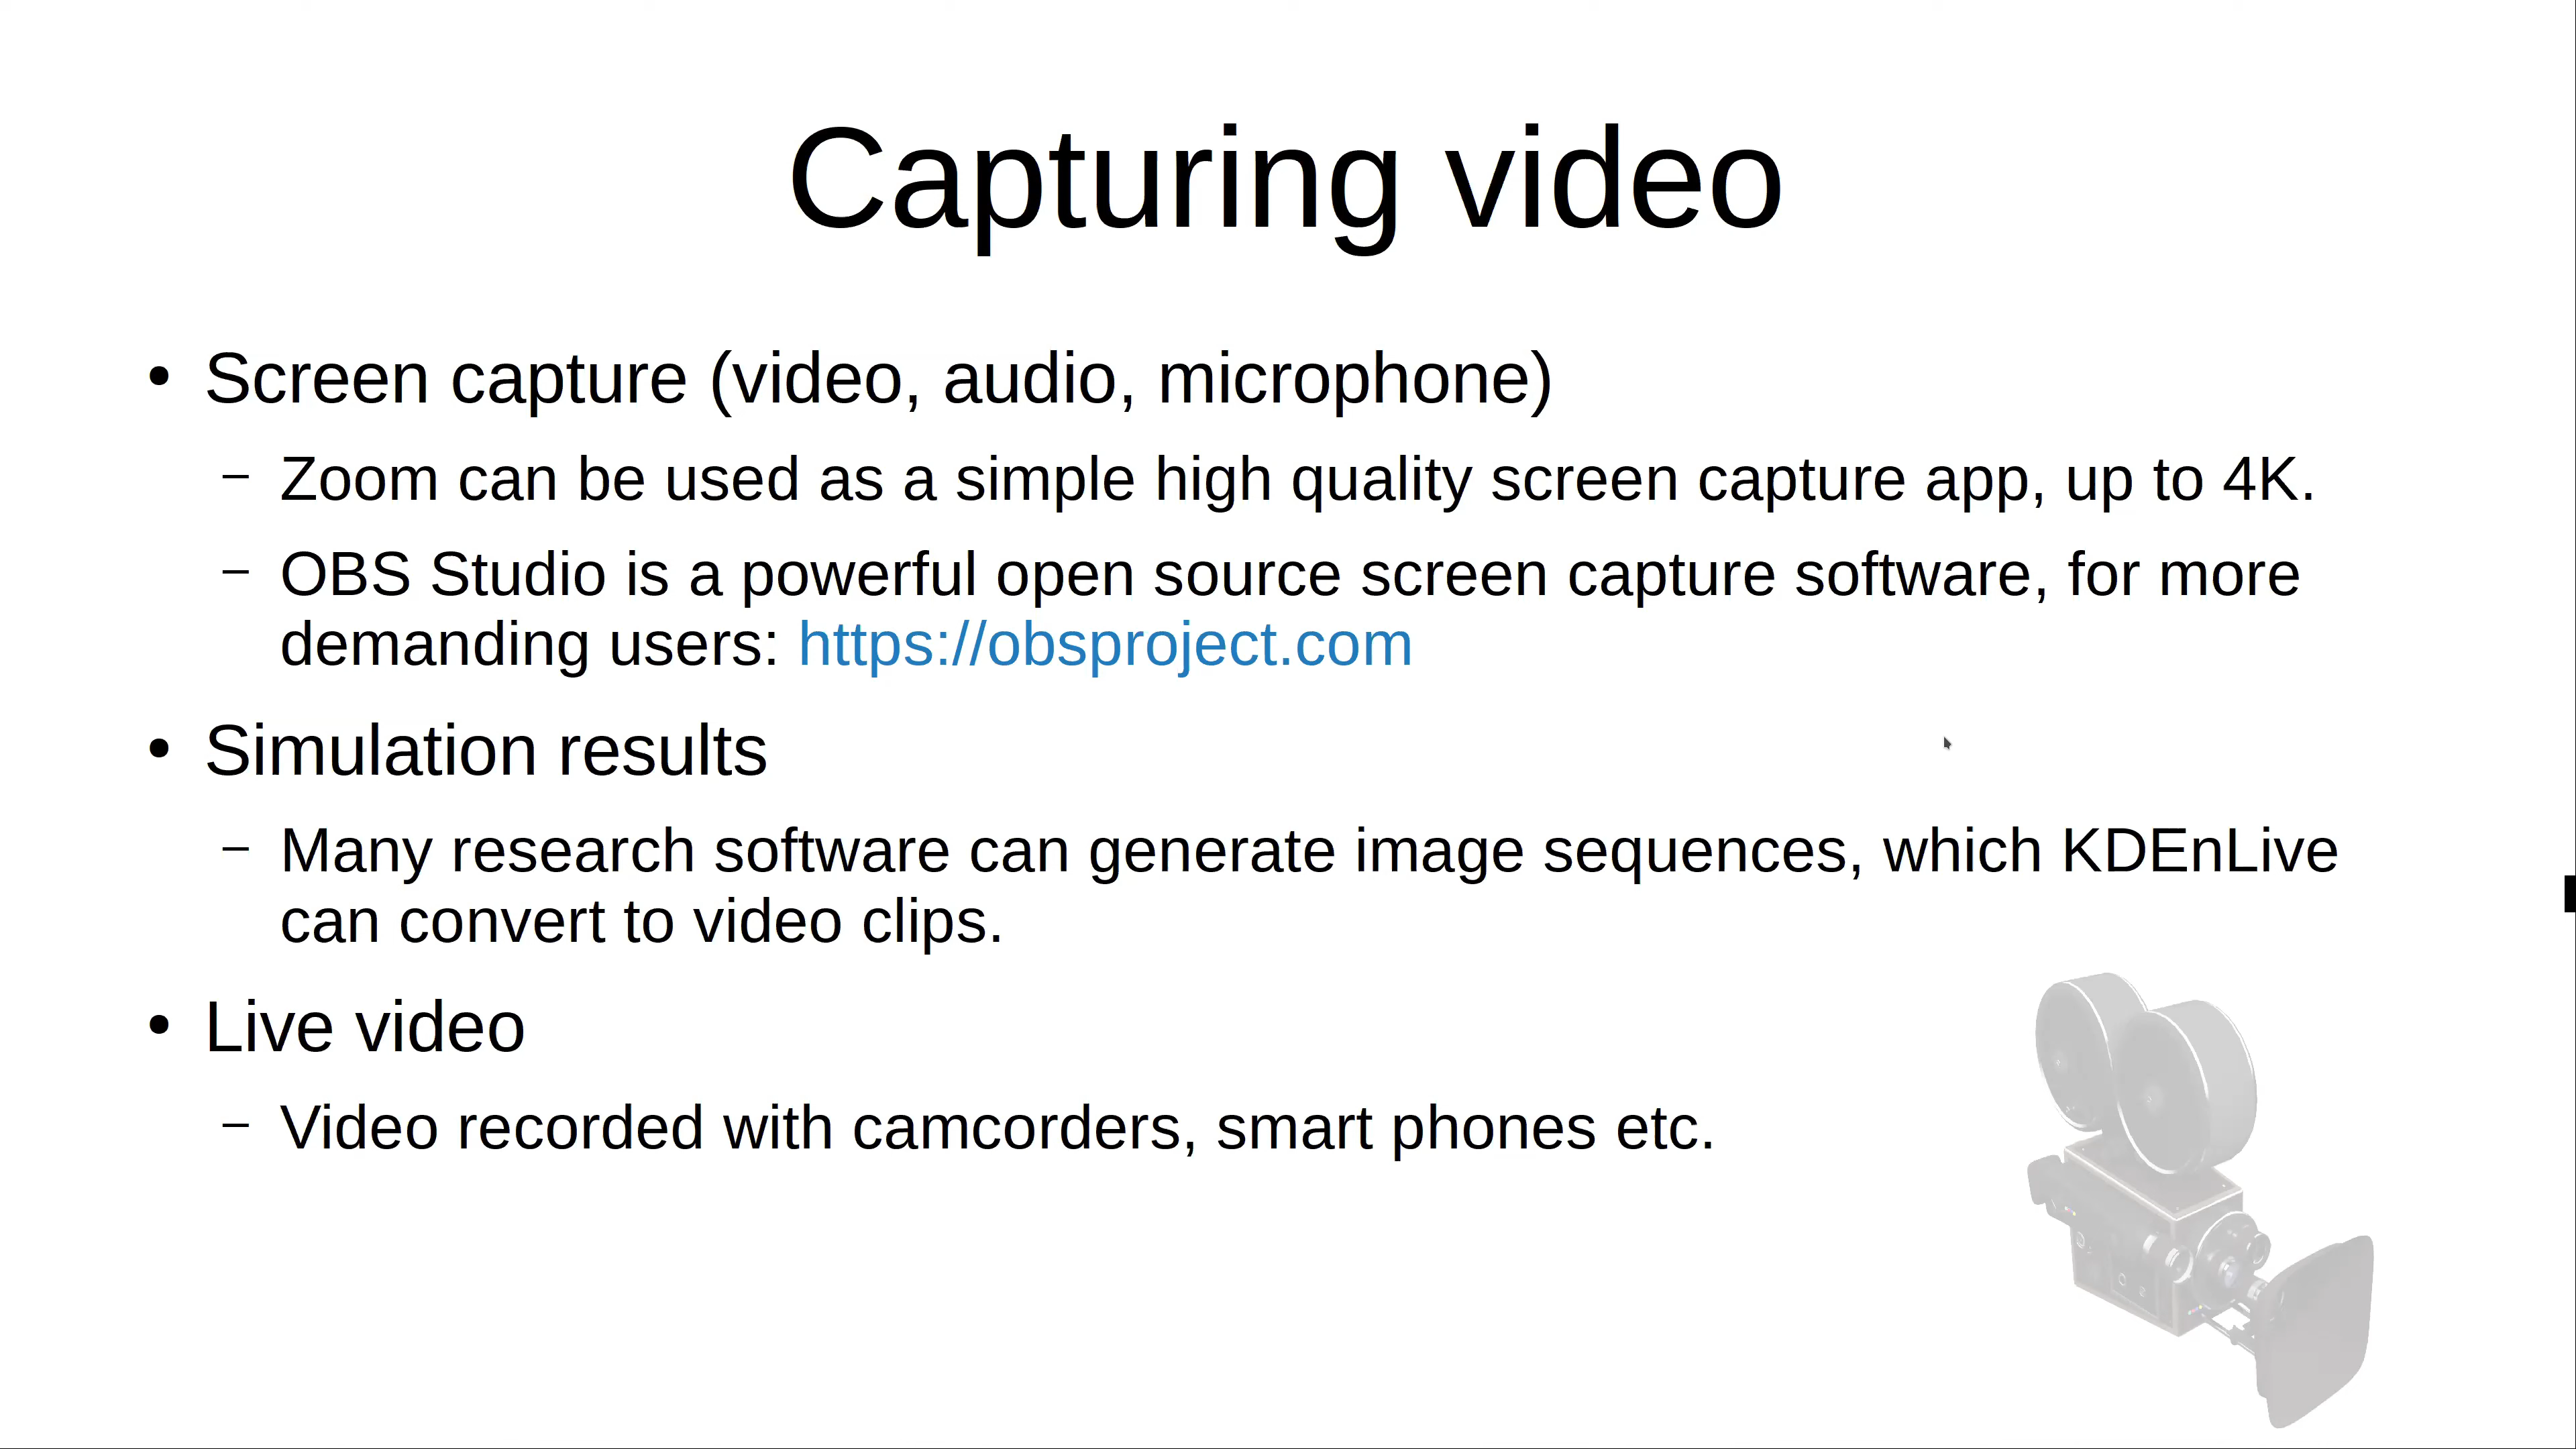 Capturing video
• Screen capture (video, audio, microphone)
– Zoom can be used as a simple high quality screen capture app, up to 4K.
– OBS Studio is a powerful open source screen capture software, for more
demanding users: https://obsproject.com
• Simulation results
– Many research software can generate image sequences, which KDEnLive
can convert to video clips.
• Live video
– Video recorded with camcorders, smart phones etc.